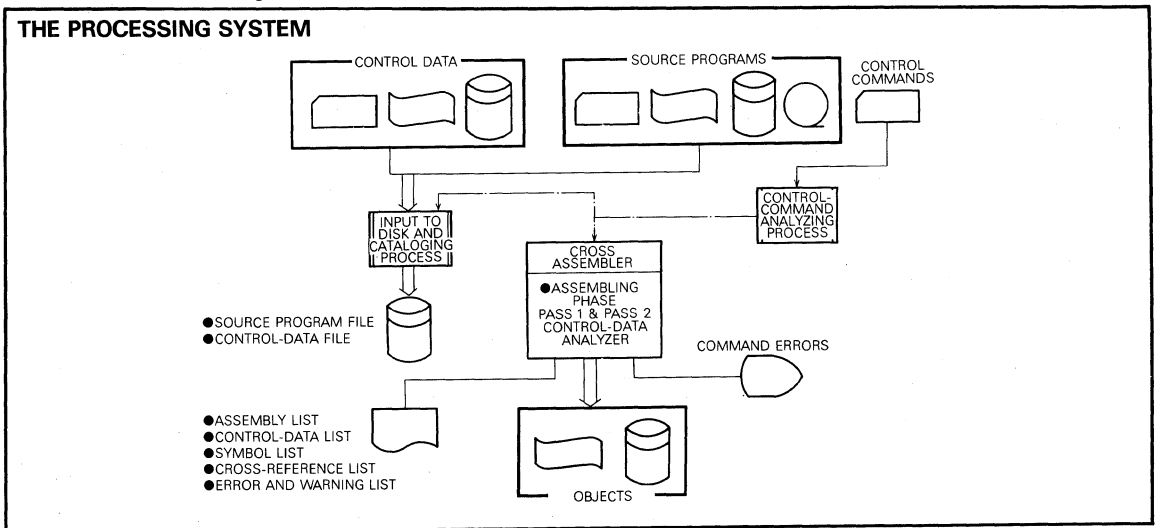 THE PROCESSING SYSTEM
CONTROL DATA
SOURCE PROGRAMS
CONTROL
COMMANDS
INPUT TO
DISK AND
CATALOGING
PROCESS
CONTROL-
COMMAND
ANALYZING
PROCESS
CROSS
ASSEMBLER
●ASSEMBLING
PHASE
PASS 1 & PASS 2
CONTROL-DATA
ANALYZER
●SOURCE PROGRAM FILE
●CONTROL-DATA FILE
COMMAND ERRORS
●ASSEMBLY LIST
●CONTROL-DATA LIST
●SYMBOL LIST
●CROSS-REFERENCE LIST
●ERROR AND WARNING LIST
OBJECTS